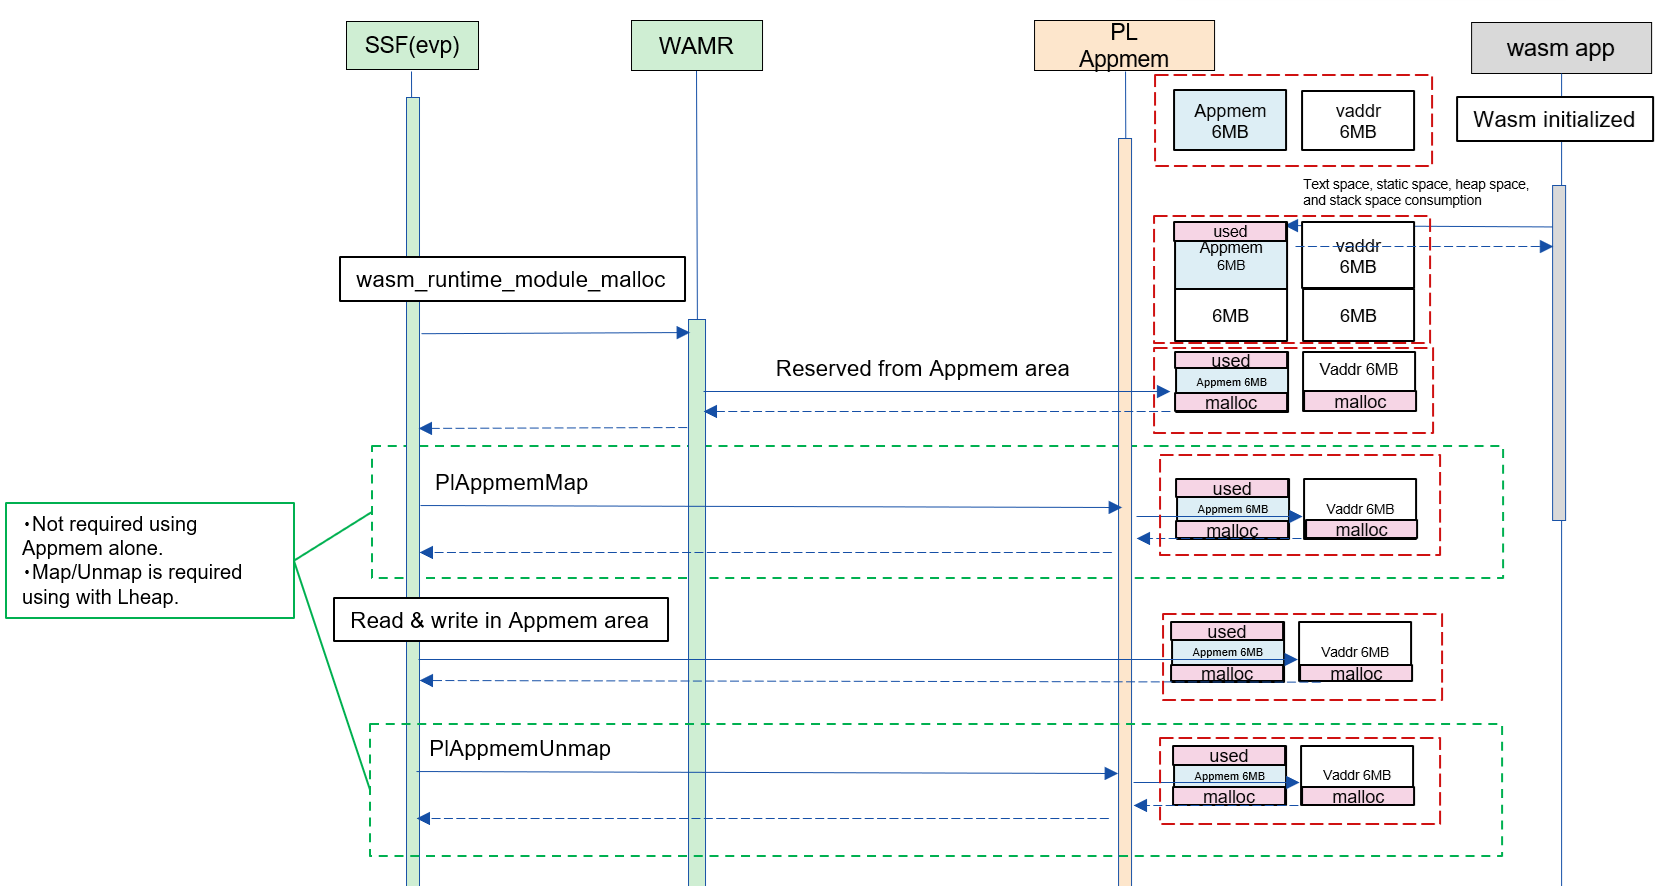 SSF(evp)
WAMR
PL
Appmem
wasm app
Appmem
6MB
vaddr
6MB
Wasm initialized
Text space, static space, heap space,
and stack space consumption
used
Appmem
6MB
vaddr
6MB
6MB
6MB
wasm_runtime_module_malloc
Reserved from Appmem area
used
Appmem 6MB
malloc
Vaddr 6MB
malloc
PlAppmemMap
used
Appmem 6MB
malloc
Vaddr 6MB
malloc
・Not required using
Appmem alone.
・Map/Unmap is required
using with Lheap.
Read & write in Appmem area
used
Appmem 6MB
malloc
Vaddr 6MB
malloc
PlAppmemUnmap
used
Appmem 6MB
malloc
Vaddr 6MB
malloc